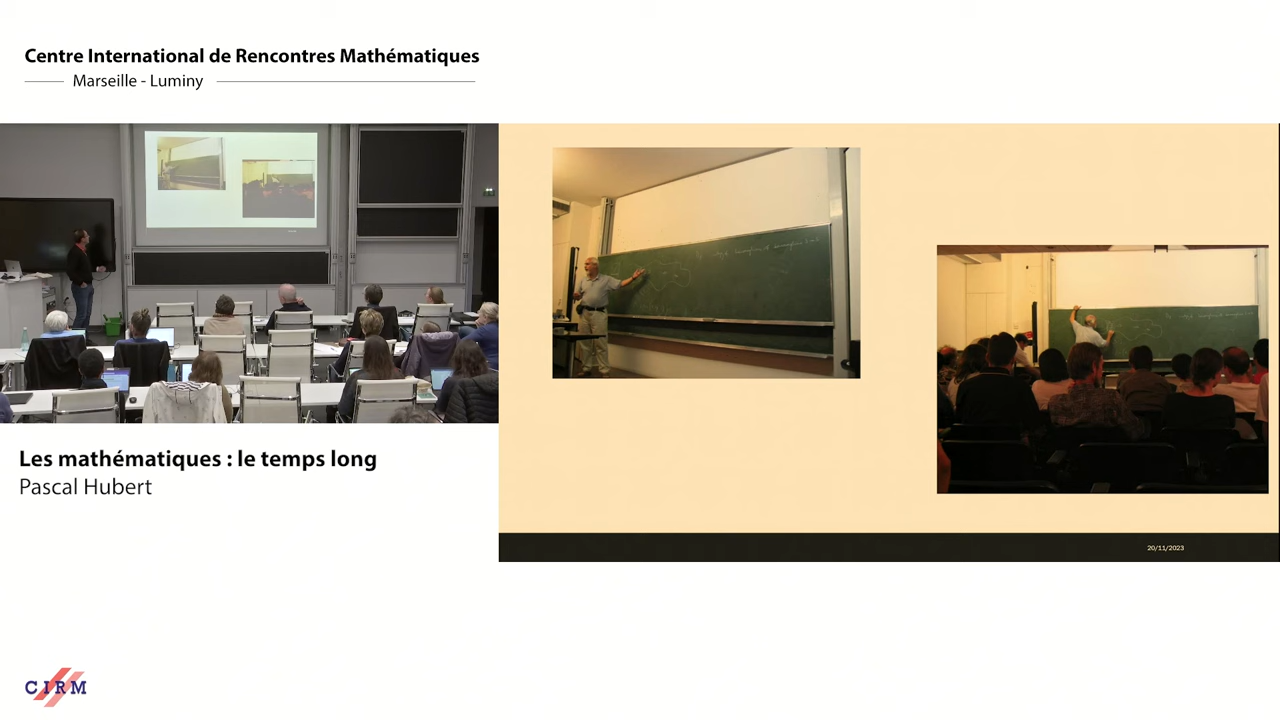 Centre International de Rencontres Mathématiques
Marseille - Luminy
Les mathématiques : le temps long
Pascal Hubert
20/11/2023
CIRM